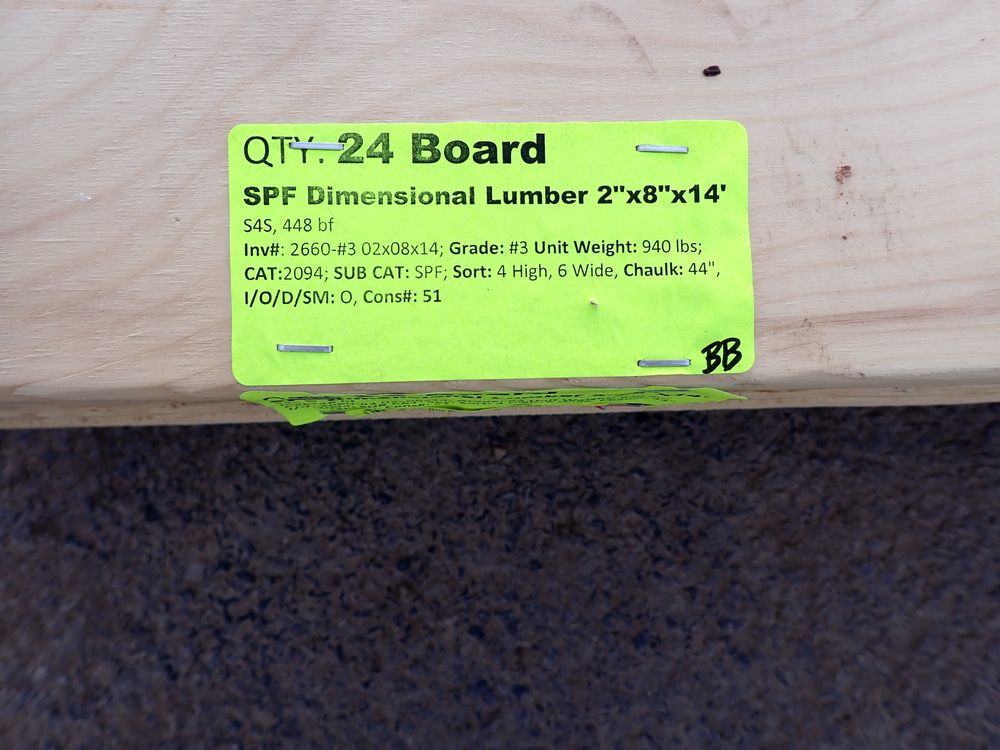 QTY: 24 Board
SPF Dimensional Lumber 2"x8"x14'
S4S, 448 bf
Inv#: 2660-#3 02x08x14; Grade: #3 Unit Weight: 940 lbs;
CAT:2094; SUB CAT: SPF; Sort: 4 High, 6 Wide, Chaulk: 44",
I/O/D/SM: O, Cons#: 51
BB